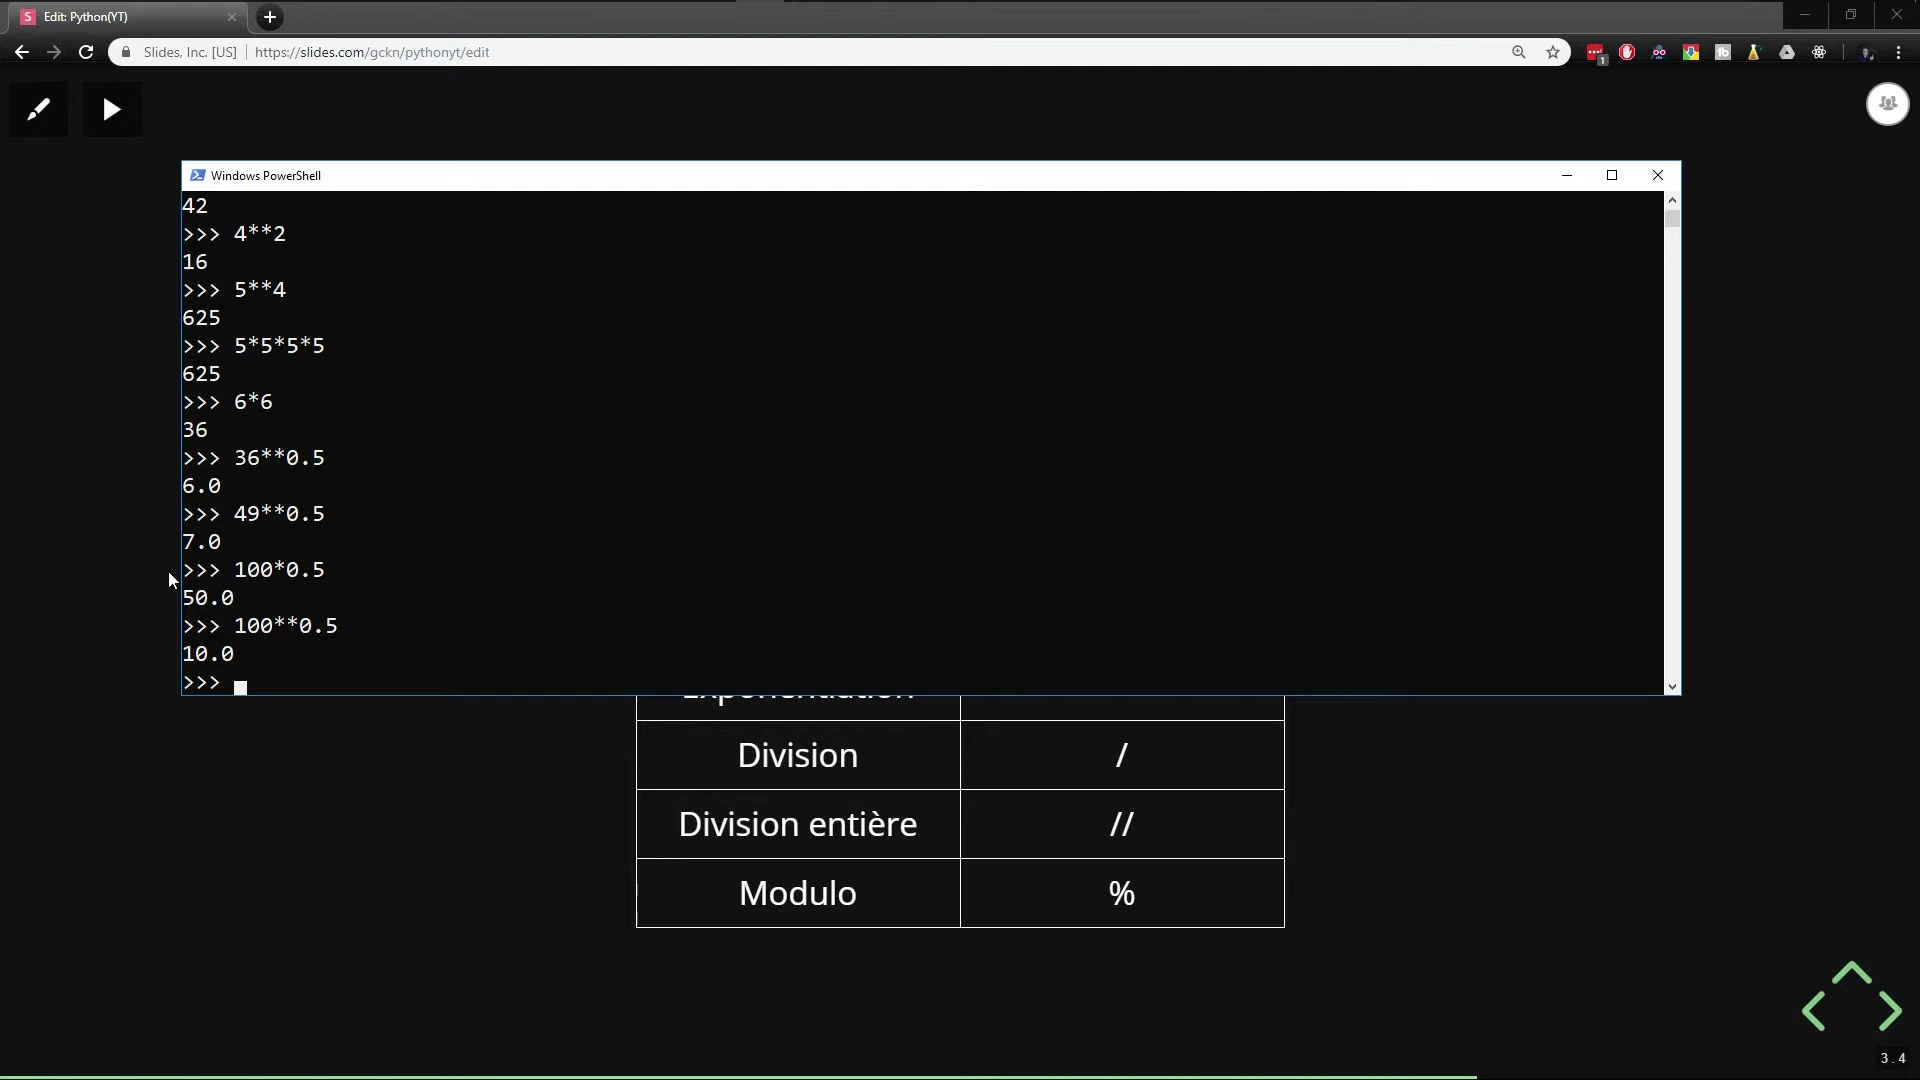 Edit: Python(YT)
Slides, Inc. [US] | https://slides.com/gckn/pythonyt/edit
Windows PowerShell
42
>>> 4**2
16
>>> 5**4
625
>>> 5*5*5*5
625
>>> 6*6
36
>>> 36**0.5
6.0
>>> 49**0.5
7.0
>>> 100*0.5
50.0
>>> 100**0.5
10.0
>>>
Exponentiation
Division /
Division entière //
Modulo %
3.4